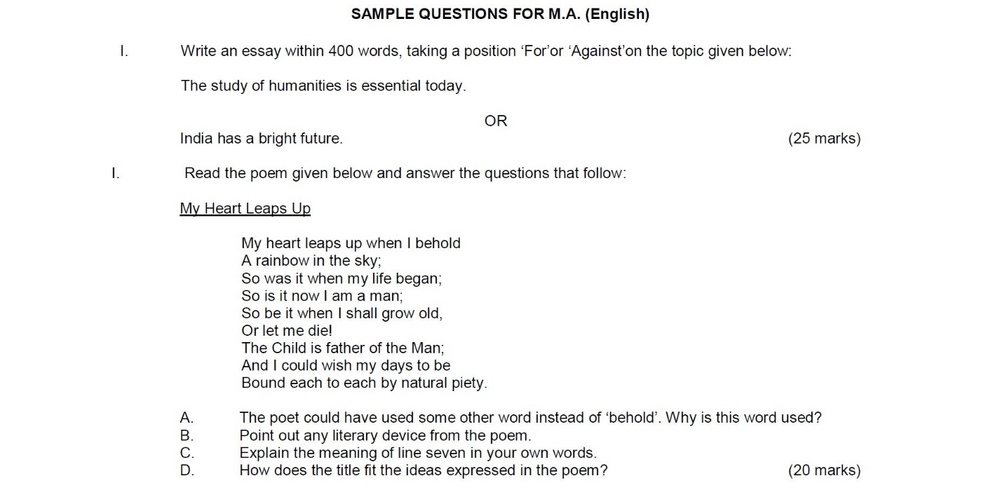 SAMPLE QUESTIONS FOR M.A. (English)
I. Write an essay within 400 words, taking a position ‘For’or ‘Against’on the topic given below:
The study of humanities is essential today.
OR
India has a bright future. (25 marks)
I. Read the poem given below and answer the questions that follow:
My Heart Leaps Up
My heart leaps up when I behold
A rainbow in the sky;
So was it when my life began;
So is it now I am a man;
So be it when I shall grow old,
Or let me die!
The Child is father of the Man;
And I could wish my days to be
Bound each to each by natural piety.
A. The poet could have used some other word instead of ‘behold’. Why is this word used?
B. Point out any literary device from the poem.
C. Explain the meaning of line seven in your own words.
D. How does the title fit the ideas expressed in the poem? (20 marks)